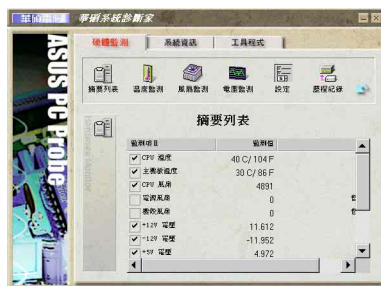 華碩電腦 華碩系統診斷家
硬體監測 系統資訊 工具程式
摘要列表 溫度監測 風扇監測 電壓監測 設定 歷程紀錄
ASUS PC Probe
Hardware Monitor
摘要列表
監測項目 監測值
CPU 溫度 40 C/ 104 F
主機板溫度 30 C/ 86 F
CPU 風扇 4891
電源風扇 0
機殼風扇 0
+12V 電壓 11.612
-12V 電壓 -11.952
+5V 電壓 4.972